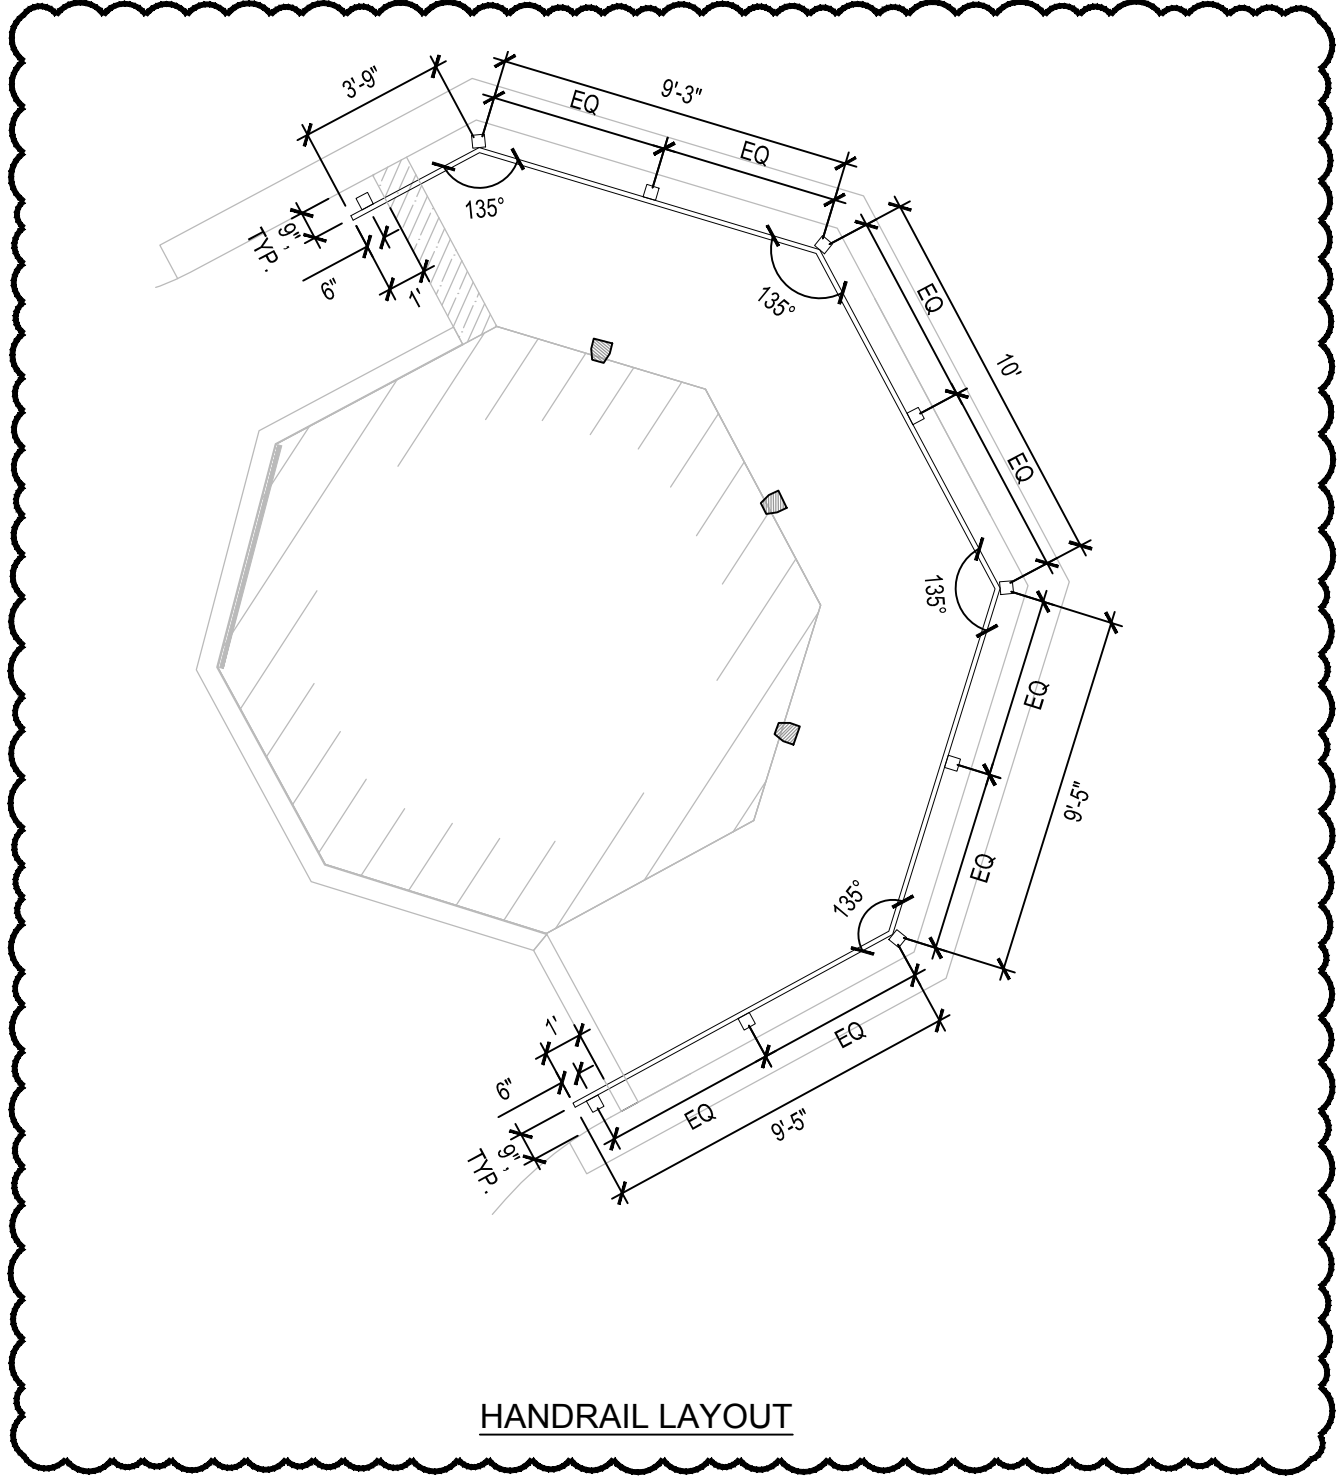 3'-9"
9'-3"
EQ
EQ
135°
9"
TYP.
6"
1'
135°
EQ
10'
EQ
135°
EQ
9'-5"
EQ
135°
1'
6"
9"
TYP.
EQ
EQ
9'-5"
HANDRAIL LAYOUT